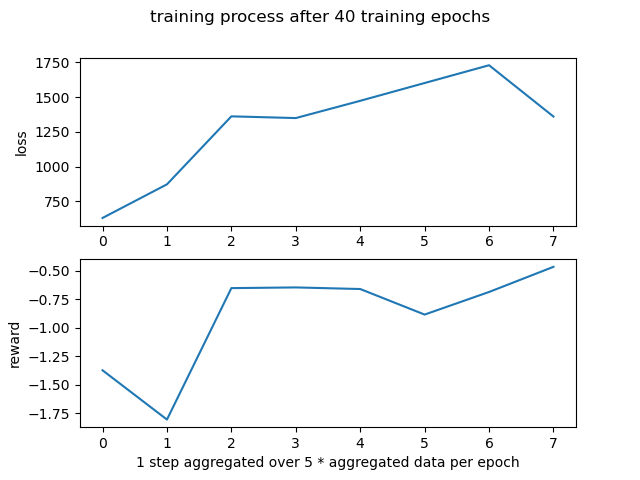 training process after 40 training epochs
1750
1500
1250
1000
750
loss
0 1 2 3 4 5 6 7
−0.50
−0.75
−1.00
−1.25
−1.50
−1.75
reward
0 1 2 3 4 5 6 7
1 step aggregated over 5 * aggregated data per epoch